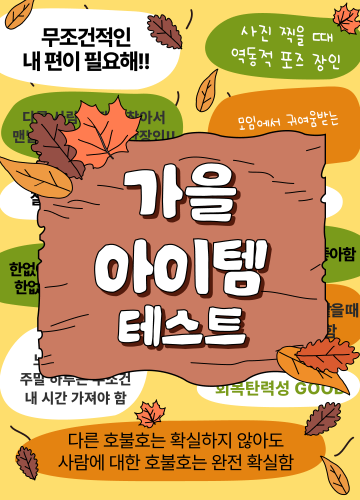 무조건적인
내 편이 필요해!!
사진 찍을 때
역동적 포즈 장인
모임에서 귀여움받는
가을
아이템
테스트
한없
한없
좋아함
을때
함
주말 하루는 무조건
내 시간 가져야 함
회복탄력성 GOOD
다른 호불호는 확실하지 않아도
사람에 대한 호불호는 완전 확실함